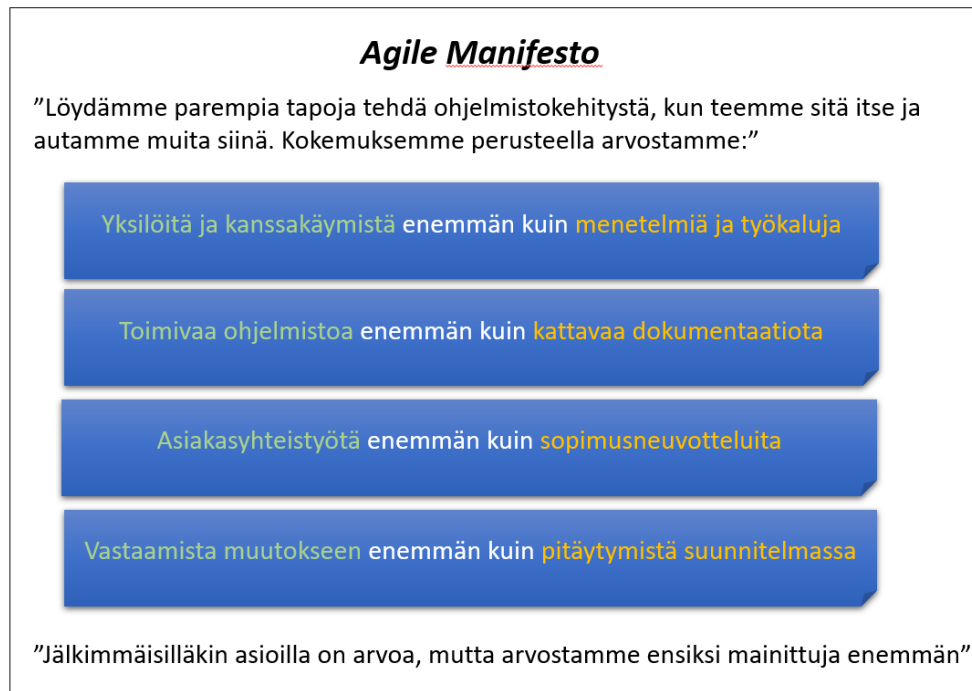 Agile Manifesto
”Löydämme parempia tapoja tehdä ohjelmistokehitystä, kun teemme sitä itse ja
autamme muita siinä. Kokemuksemme perusteella arvostamme:”
Yksilöitä ja kanssakäymistä enemmän kuin menetelmiä ja työkaluja
Toimivaa ohjelmistoa enemmän kuin kattavaa dokumentaatiota
Asiakasyhteistyötä enemmän kuin sopimusneuvotteluita
Vastaamista muutokseen enemmän kuin pitäytymistä suunnitelmassa
”Jälkimmäisilläkin asioilla on arvoa, mutta arvostamme ensiksi mainittuja enemmän”